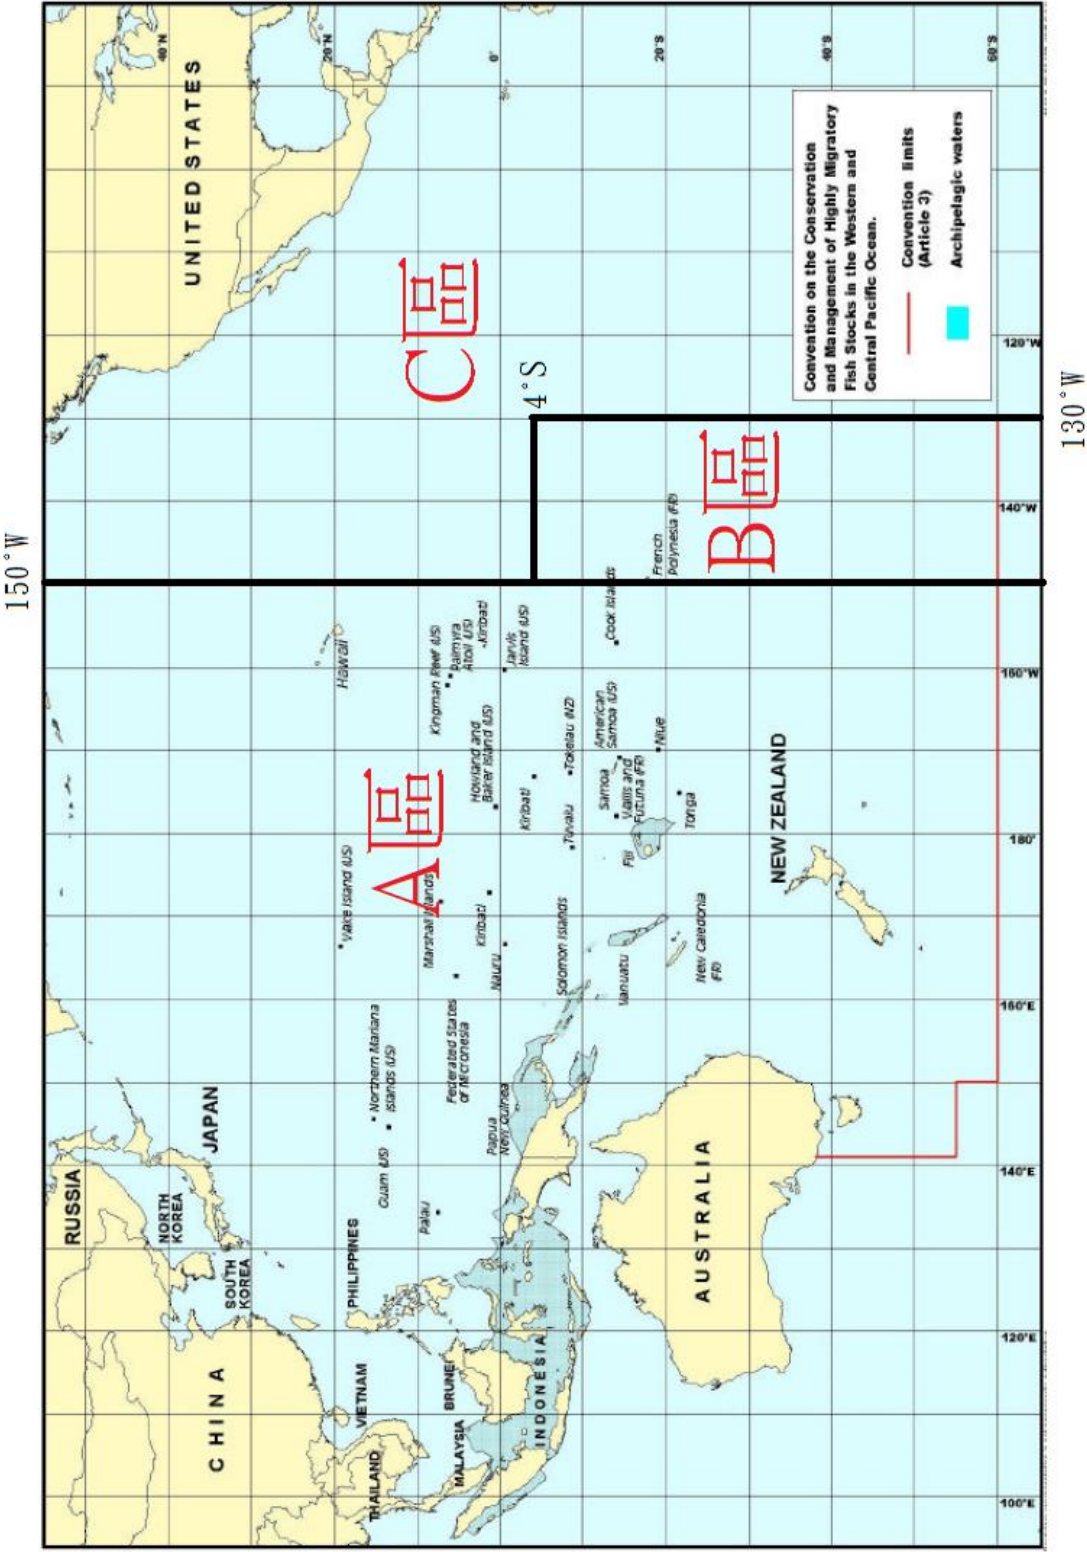 150°W
130°W
4°S
A區
B區
C區
RUSSIA
NORTH
KOREA
SOUTH
KOREA
JAPAN
CHINA
UNITED STATES
VIETNAM
THAILAND
PHILIPPINES
BRUNEI
MALAYSIA
INDONESIA
AUSTRALIA
NEW ZEALAND
Hawaii
Wake Island (US)
Northern Mariana
Islands (US)
Guam (US)
Palau
Federated States
of Micronesia
Marshall Islands
Kiribati
Nauru
Papua
New Guinea
Solomon Islands
Vanuatu
New Caledonia
(FR)
Howland and
Baker Island (US)
Kingman Reef (US)
Palmyra
Atoll (US)
Kiribati
Jarvis
Island (US)
Kiribati
Tuvalu
Tokelau (NZ)
American
Samoa (US)
Samoa
Wallis and
Futuna (FR)
Fiji
Niue
Tonga
Cook Islands
French
Polynesia (FR)
40°N
20°N
0°
20°S
40°S
60°S
100°E
120°E
140°E
160°E
180°
160°W
140°W
120°W
Convention on the Conservation
and Management of Highly Migratory
Fish Stocks in the Western and
Central Pacific Ocean.
Convention limits
(Article 3)
Archipelagic waters